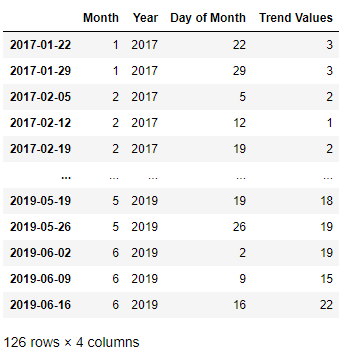 Month Year Day of Month Trend Values
2017-01-22 1 2017 22 3
2017-01-29 1 2017 29 3
2017-02-05 2 2017 5 2
2017-02-12 2 2017 12 1
2017-02-19 2 2017 19 2
... ... ... ... ...
2019-05-19 5 2019 19 18
2019-05-26 5 2019 26 19
2019-06-02 6 2019 2 19
2019-06-09 6 2019 9 15
2019-06-16 6 2019 16 22
126 rows × 4 columns